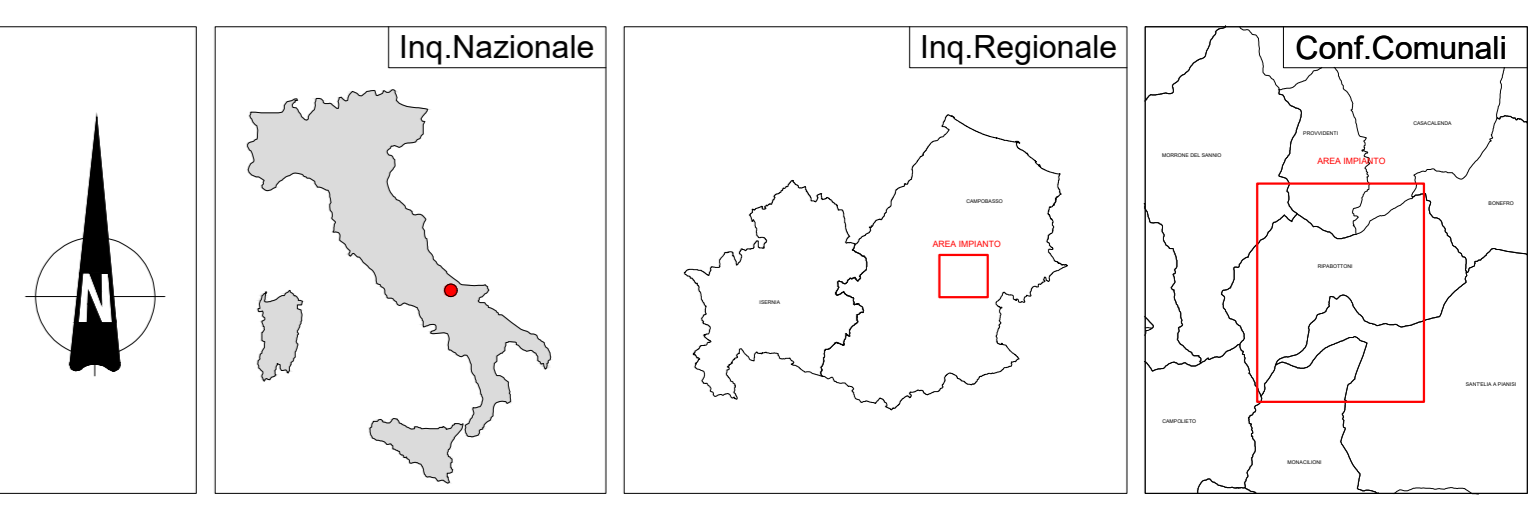 N
Inq.Nazionale
Inq.Regionale
CAMPOBASSO
AREA IMPIANTO
ISERNIA
Conf.Comunali
CASACALENDA
PROVVIDENTI
MORRONE DEL SANNIO
AREA IMPIANTO
BONEFRO
RIPABOTTONI
SANT'ELIA A PIANISI
CAMPOLIETO
MONACILIONI